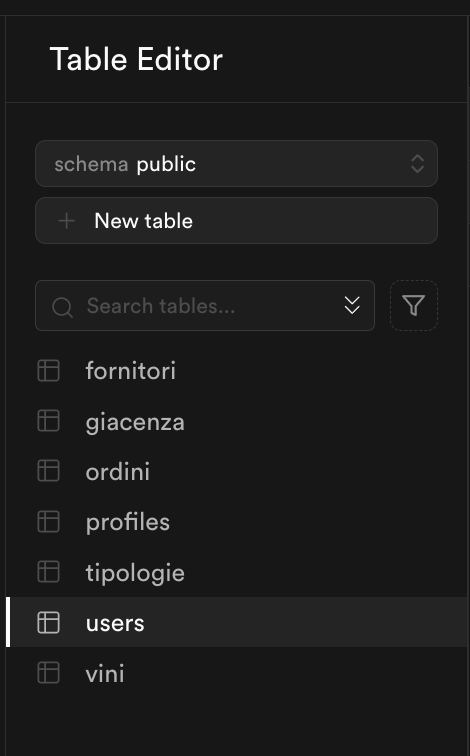 Table Editor
schema public
New table
Search tables...
fornitori
giacenza
ordini
profiles
tipologie
users
vini